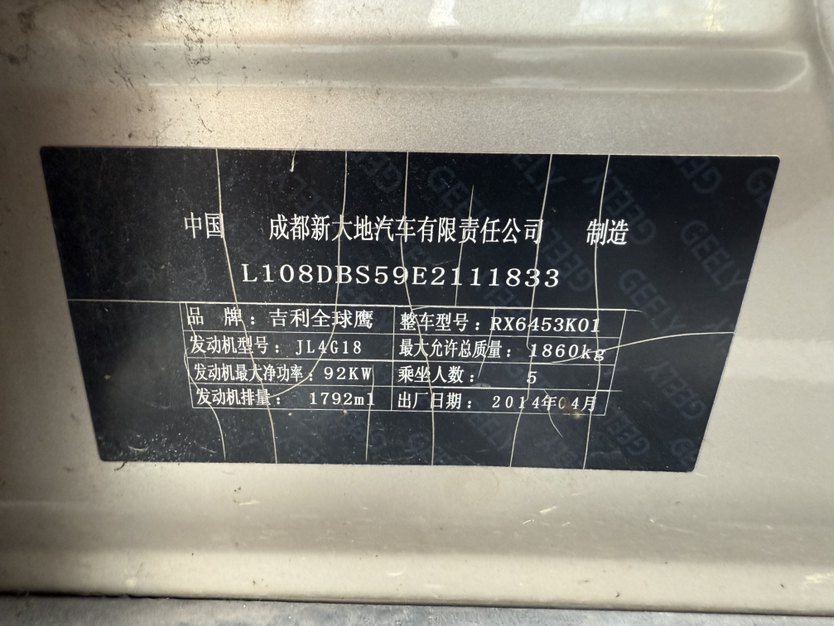 中国 成都新大地汽车有限责任公司 制造
L108DBS59E2111833
品 牌：吉利全球鹰 整车型号：RX6453K01
发动机型号： JL4G18 最大允许总质量：1860kg
发动机最大净功率：92KW 乘坐人数： 5
发动机排量： 1792ml 出厂日期： 2014年04月
GEELY